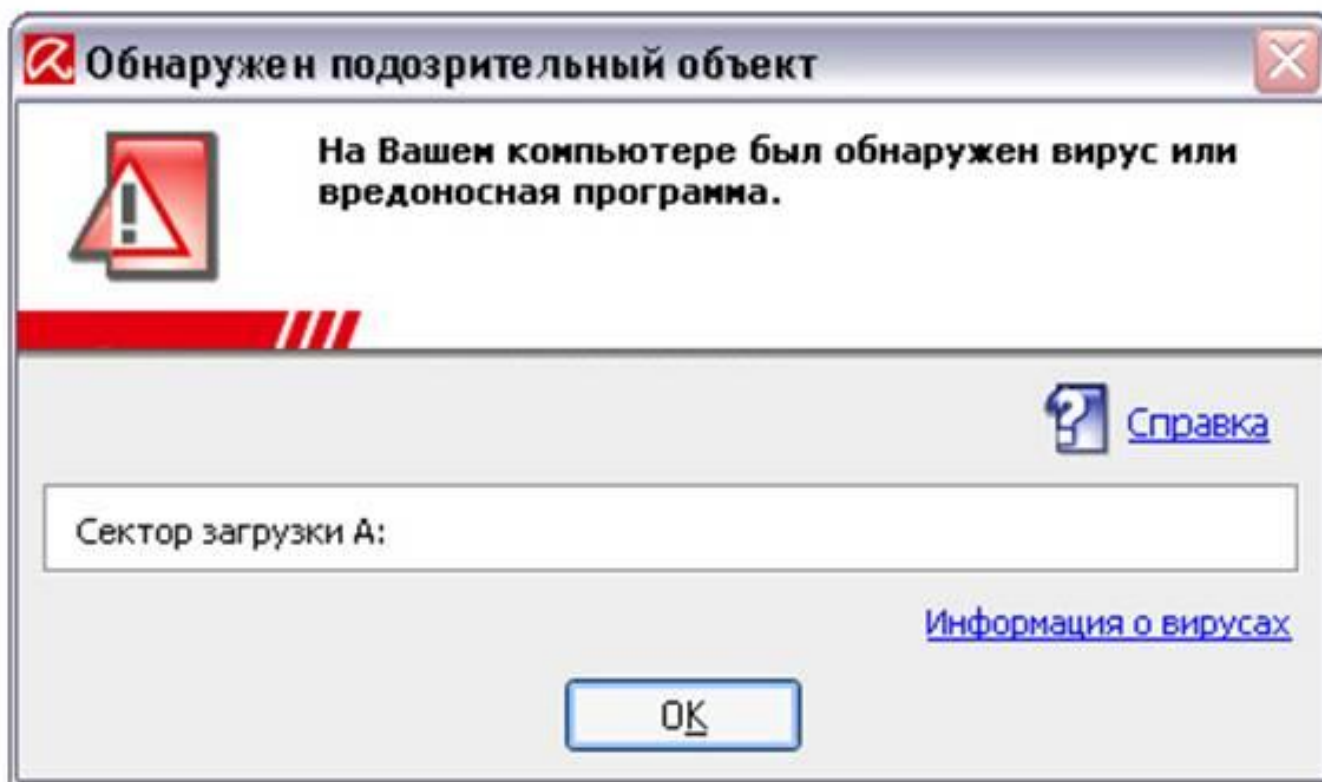 Обнаружен подозрительный объект
На Вашем компьютере был обнаружен вирус или
вредоносная программа.
Справка
Сектор загрузки A:
Информация о вирусах
OK